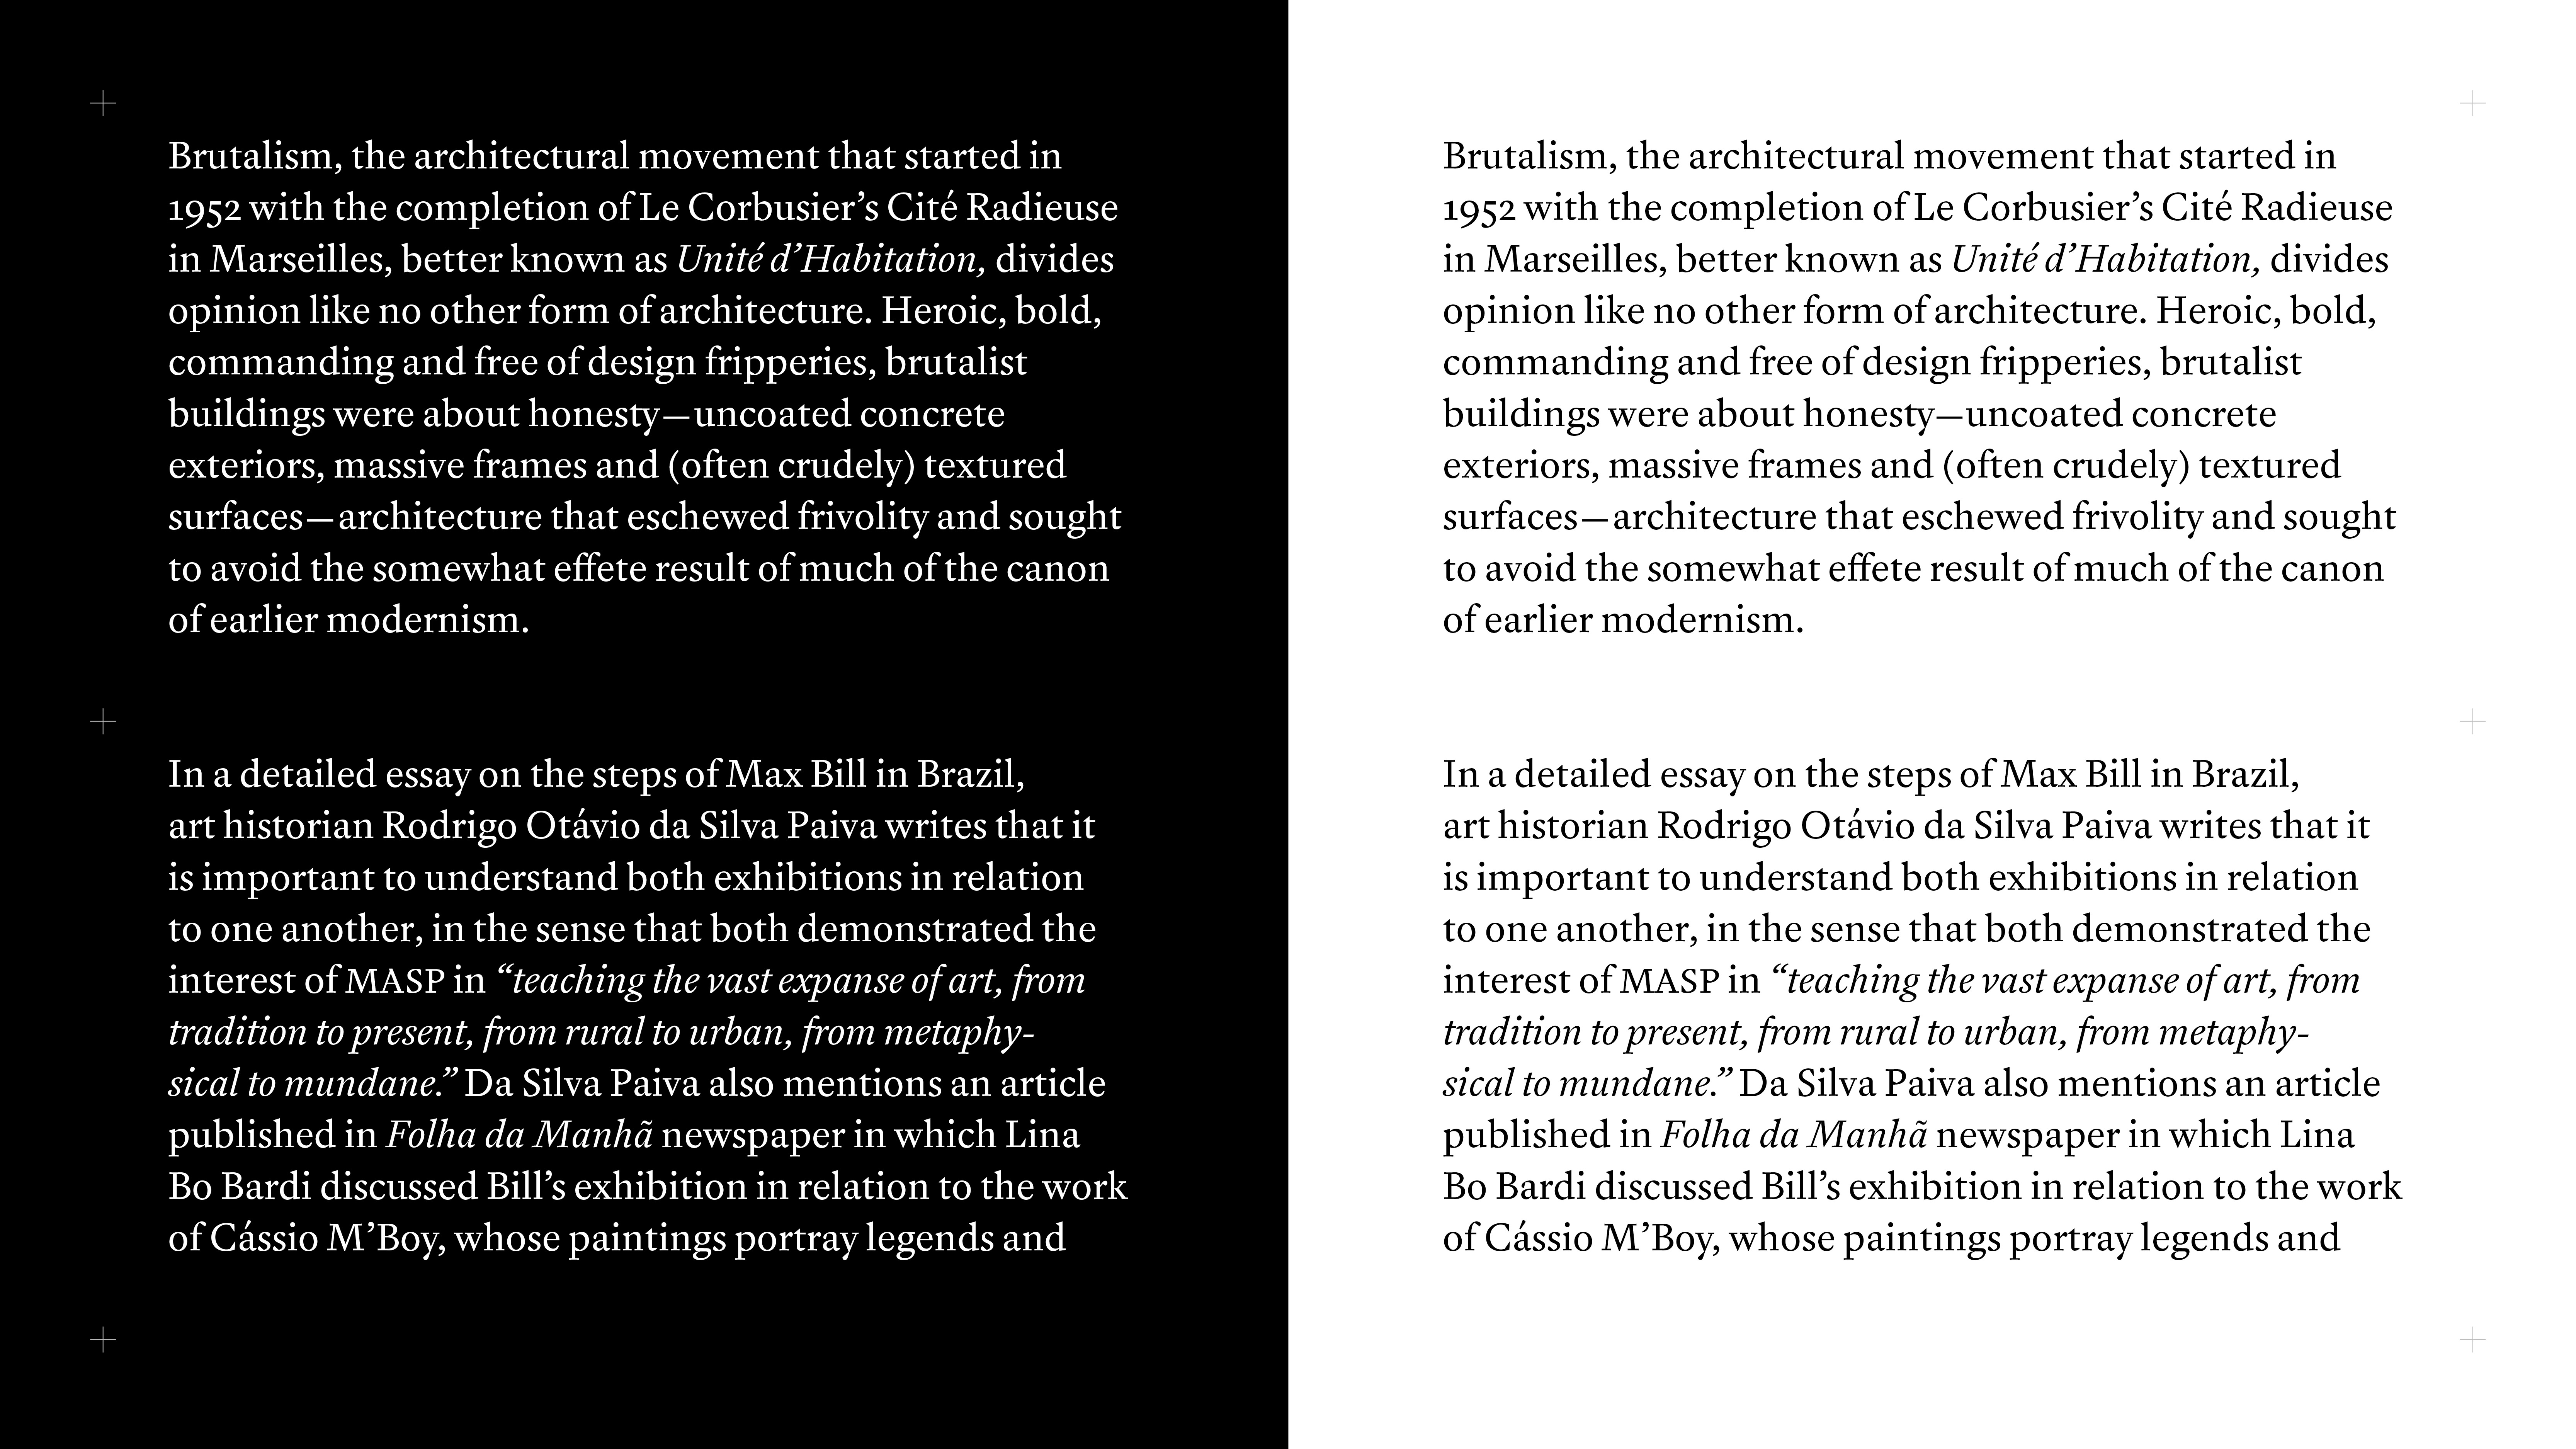 Brutalism, the architectural movement that started in
1952 with the completion of Le Corbusier’s Cité Radieuse
in Marseilles, better known as Unité d’Habitation, divides
opinion like no other form of architecture. Heroic, bold,
commanding and free of design fripperies, brutalist
buildings were about honesty—uncoated concrete
exteriors, massive frames and (often crudely) textured
surfaces—architecture that eschewed frivolity and sought
to avoid the somewhat effete result of much of the canon
of earlier modernism.
In a detailed essay on the steps of Max Bill in Brazil,
art historian Rodrigo Otávio da Silva Paiva writes that it
is important to understand both exhibitions in relation
to one another, in the sense that both demonstrated the
interest of MASP in “teaching the vast expanse of art, from
tradition to present, from rural to urban, from metaphy-
sical to mundane.” Da Silva Paiva also mentions an article
published in Folha da Manhã newspaper in which Lina
Bo Bardi discussed Bill’s exhibition in relation to the work
of Cássio M’Boy, whose paintings portray legends and
Brutalism, the architectural movement that started in
1952 with the completion of Le Corbusier’s Cité Radieuse
in Marseilles, better known as Unité d’Habitation, divides
opinion like no other form of architecture. Heroic, bold,
commanding and free of design fripperies, brutalist
buildings were about honesty—uncoated concrete
exteriors, massive frames and (often crudely) textured
surfaces—architecture that eschewed frivolity and sought
to avoid the somewhat effete result of much of the canon
of earlier modernism.
In a detailed essay on the steps of Max Bill in Brazil,
art historian Rodrigo Otávio da Silva Paiva writes that it
is important to understand both exhibitions in relation
to one another, in the sense that both demonstrated the
interest of MASP in “teaching the vast expanse of art, from
tradition to present, from rural to urban, from metaphy-
sical to mundane.” Da Silva Paiva also mentions an article
published in Folha da Manhã newspaper in which Lina
Bo Bardi discussed Bill’s exhibition in relation to the work
of Cássio M’Boy, whose paintings portray legends and